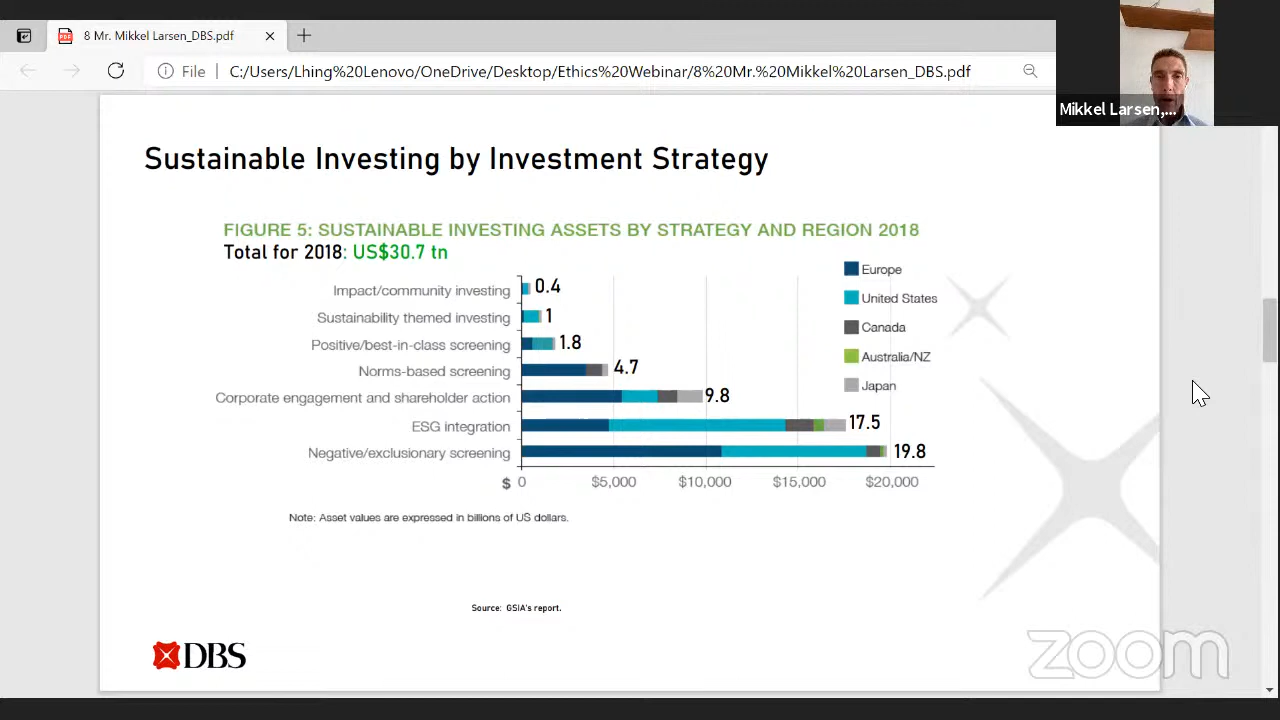 8 Mr. Mikkel Larsen_DBS.pdf
File
C:/Users/Lhing%20Lenovo/OneDrive/Desktop/Ethics%20Webinar/8%20Mr.%20Mikkel%20Larsen_DBS.pdf
Mikkel Larsen,...
Sustainable Investing by Investment Strategy
FIGURE 5: SUSTAINABLE INVESTING ASSETS BY STRATEGY AND REGION 2018
Total for 2018: US$30.7 tn
Europe
United States
Canada
Australia/NZ
Japan
Impact/community investing 0.4
Sustainability themed investing 1
Positive/best-in-class screening 1.8
Norms-based screening 4.7
Corporate engagement and shareholder action 9.8
ESG integration 17.5
Negative/exclusionary screening 19.8
$ 0 $5,000 $10,000 $15,000 $20,000
Note: Asset values are expressed in billions of US dollars.
Source: GSIA's report.
DBS
zoom